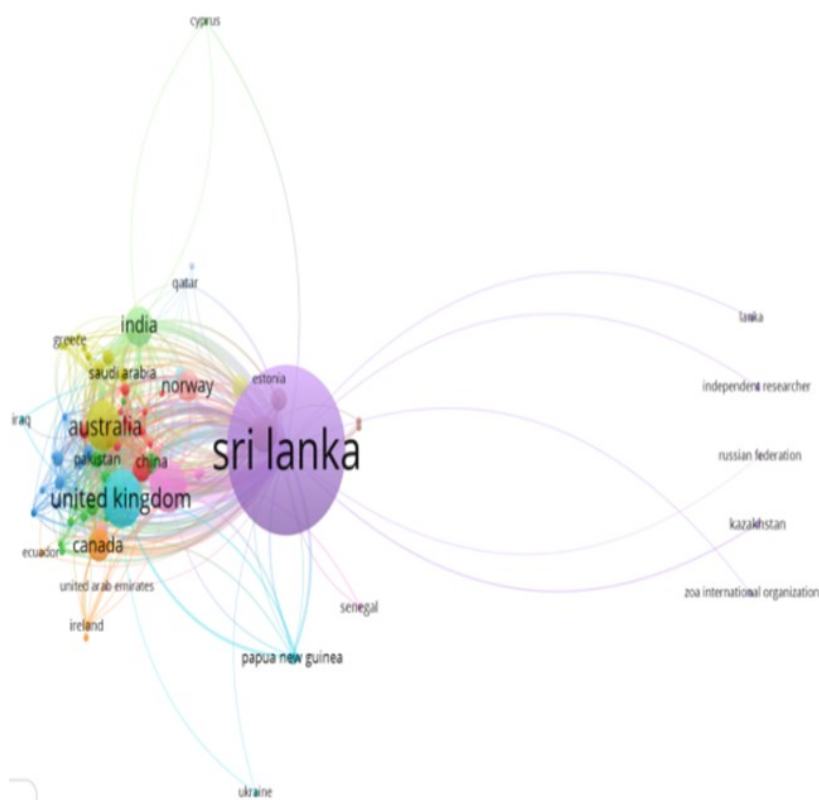 cyprus
qatar
india
greece
saudi arabia
norway
estonia
iraq
australia
pakistan
china
sri lanka
united kingdom
canada
ecuador
united arab emirates
ireland
senegal
papua new guinea
ukraine
lanka
independent researcher
russian federation
kazakhstan
zoa international organization